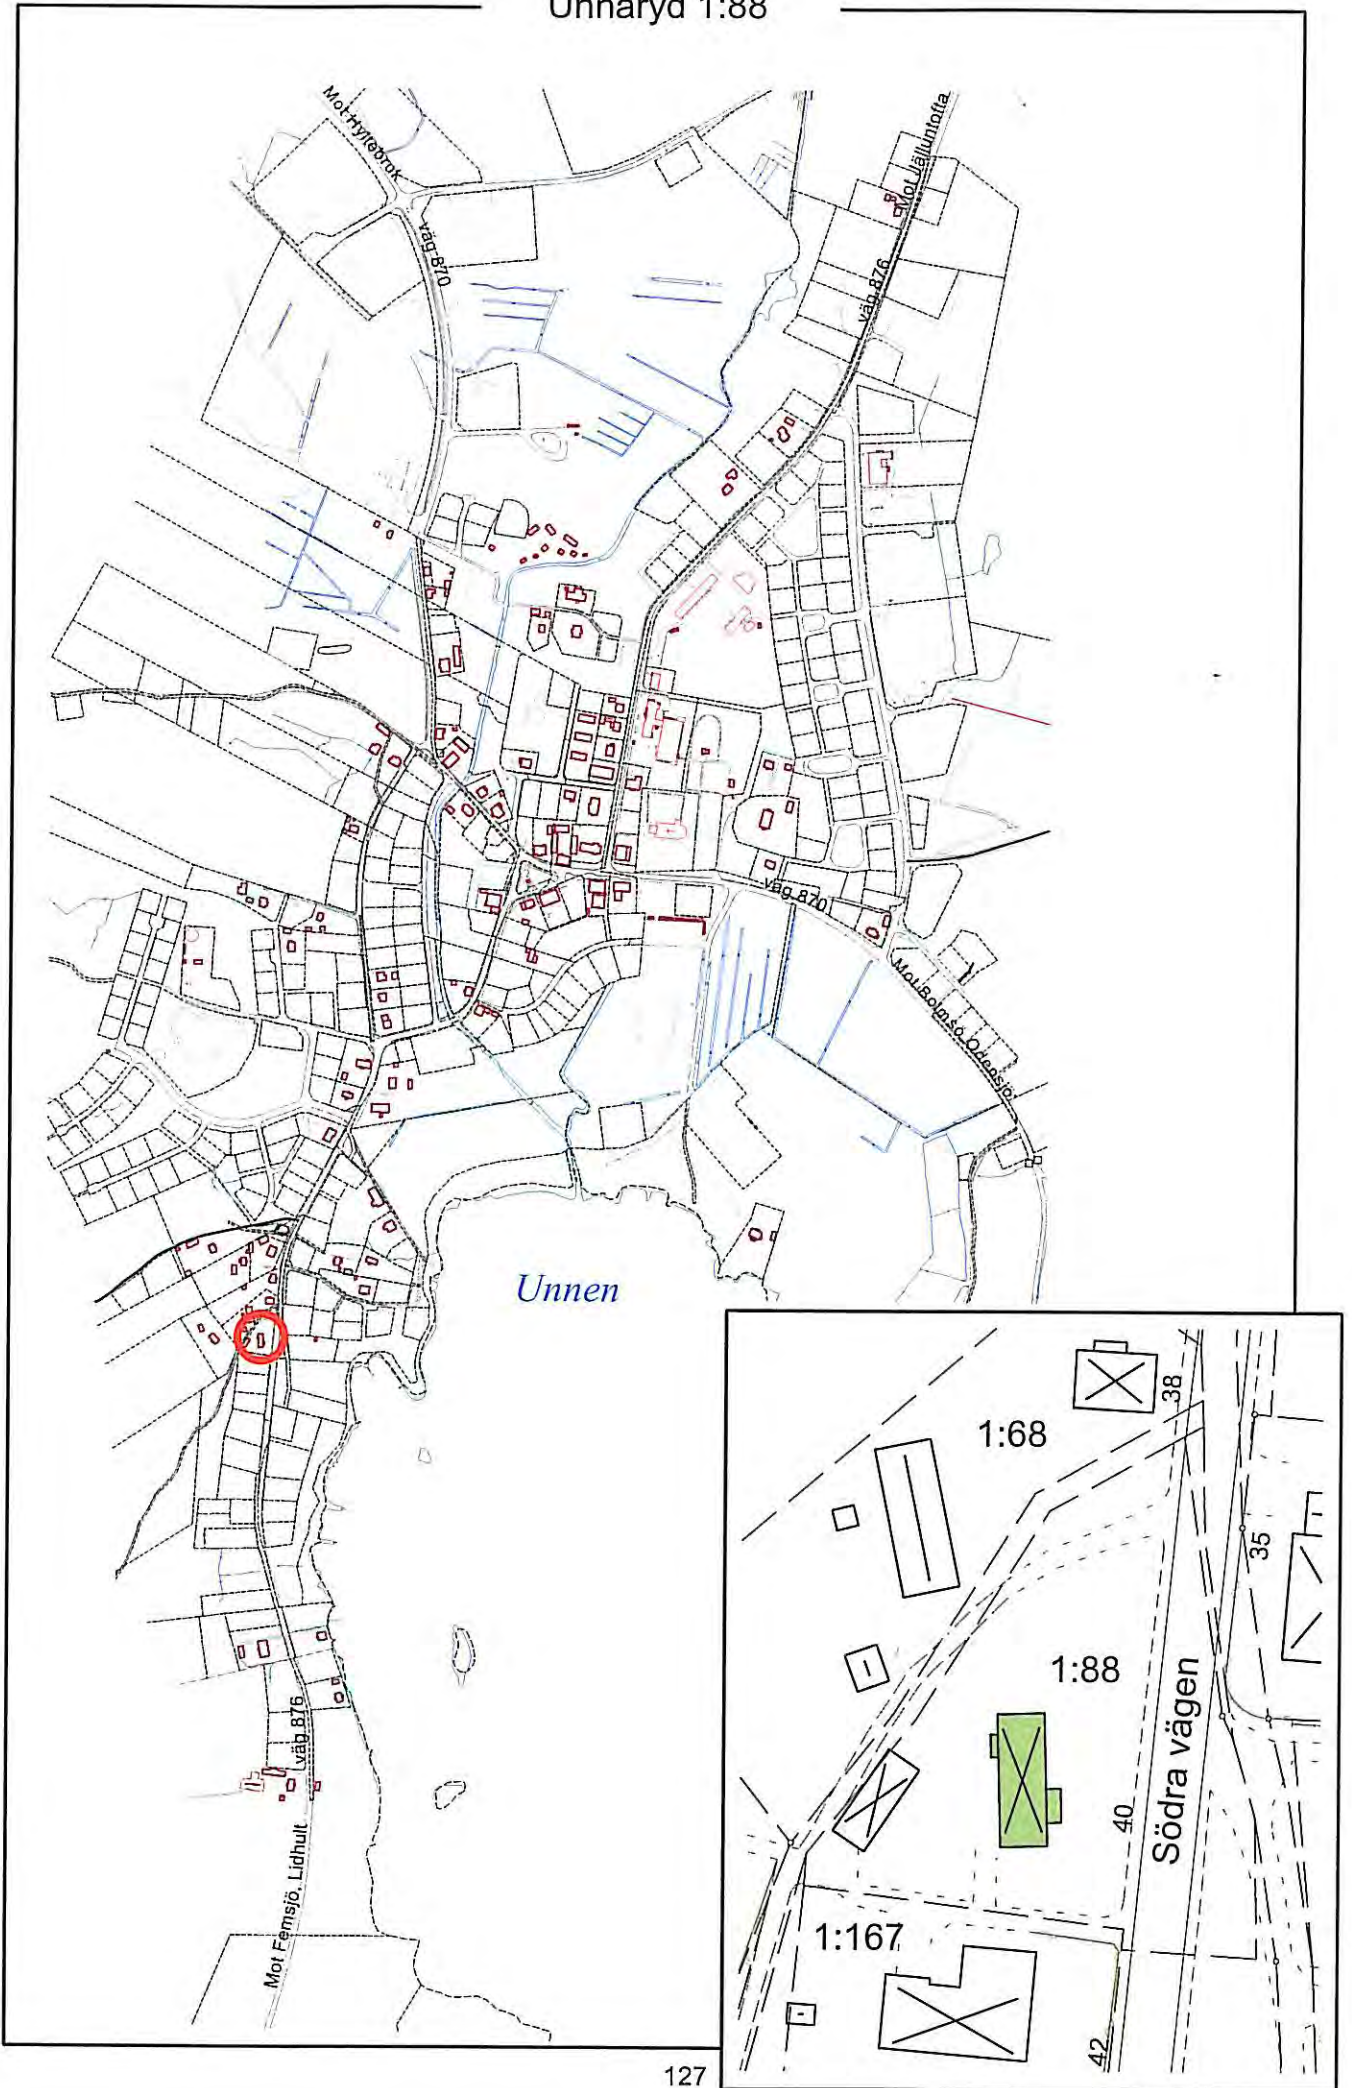 Unnaryd 1:88
Mot Hyltebruk
Mot Jälluntofta
väg 870
väg 876
väg 870
Mot Bolmsö, Odensjö
Unnen
38
1:68
35
1:88
Södra vägen
40
väg 876
1:167
Mot Femsjö, Lidhult
42
127